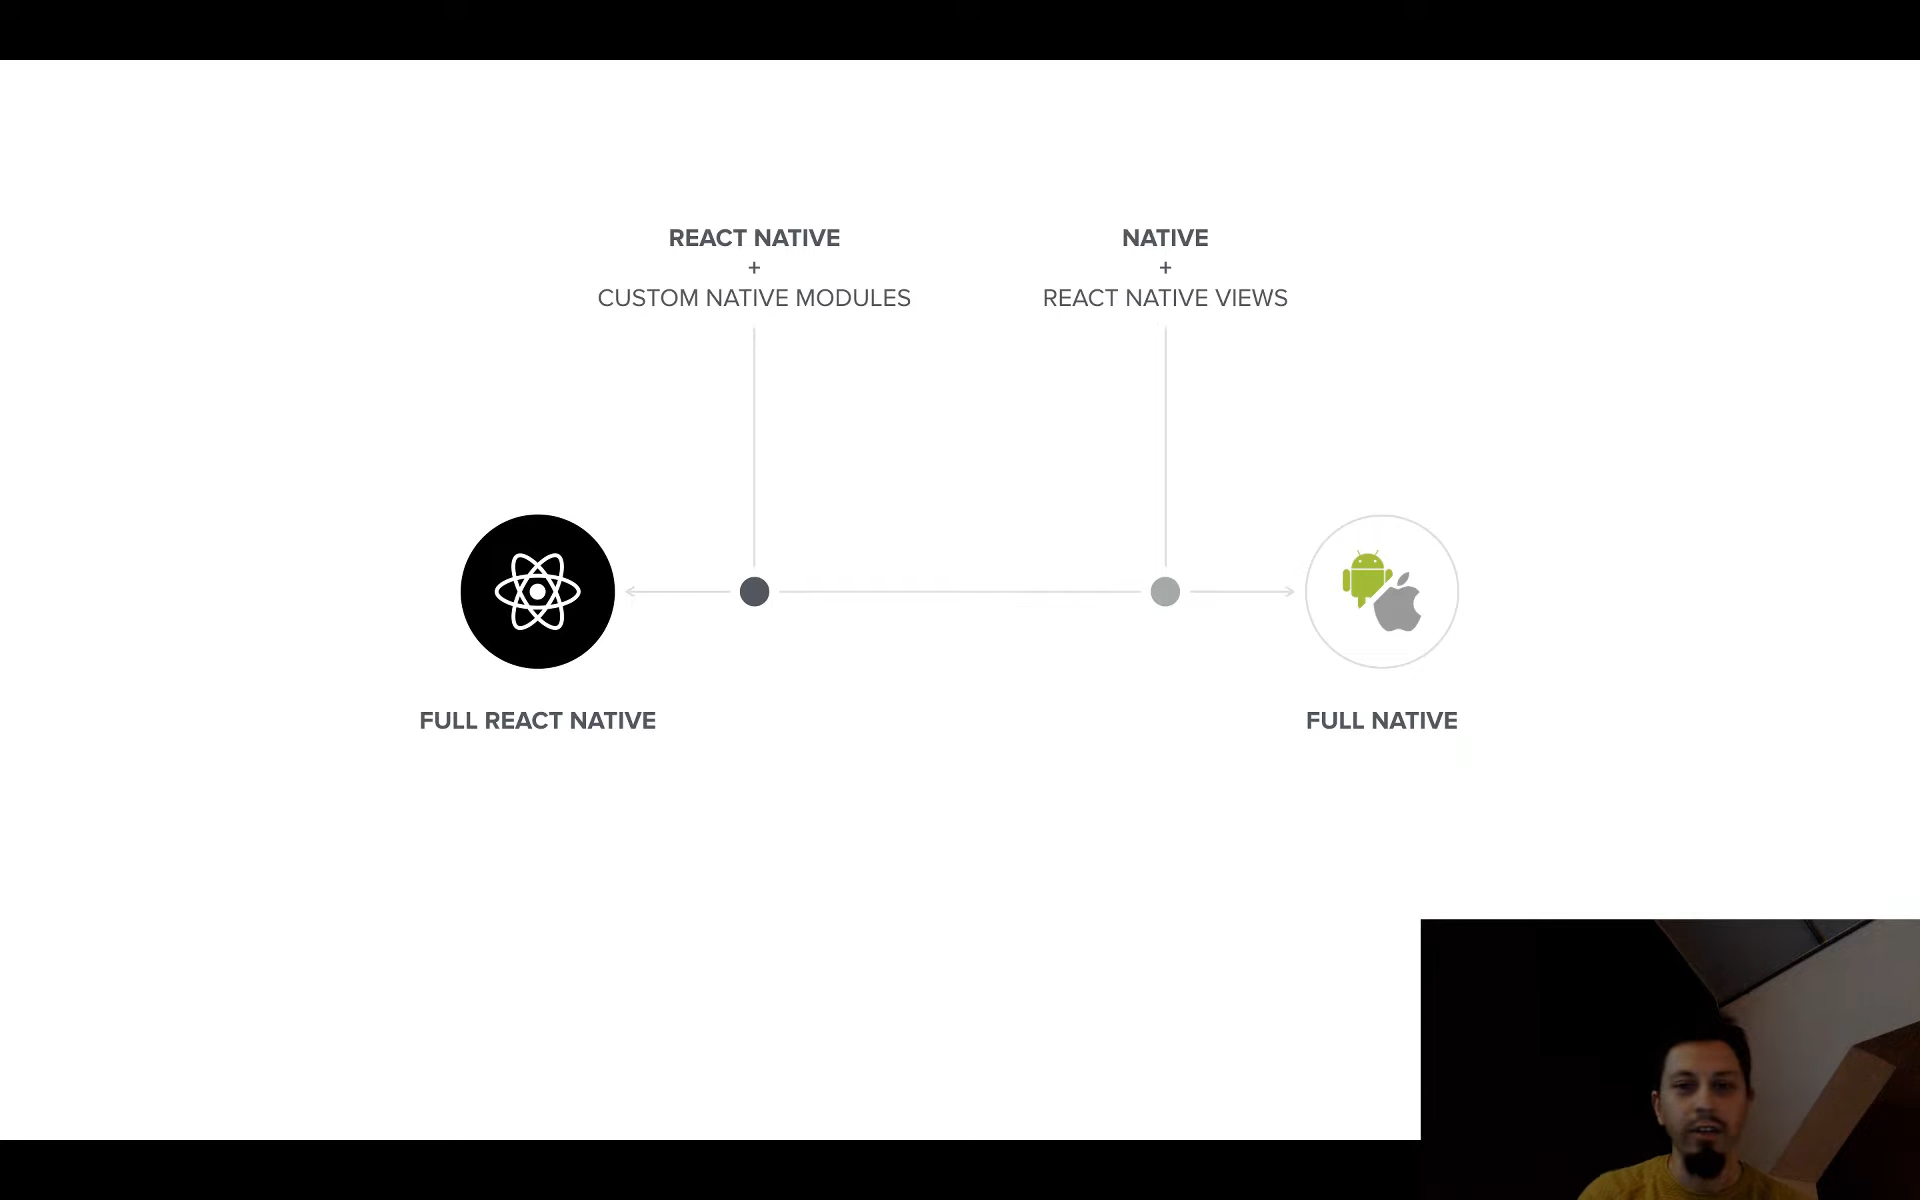 REACT NATIVE
+
CUSTOM NATIVE MODULES
NATIVE
+
REACT NATIVE VIEWS
FULL REACT NATIVE
FULL NATIVE